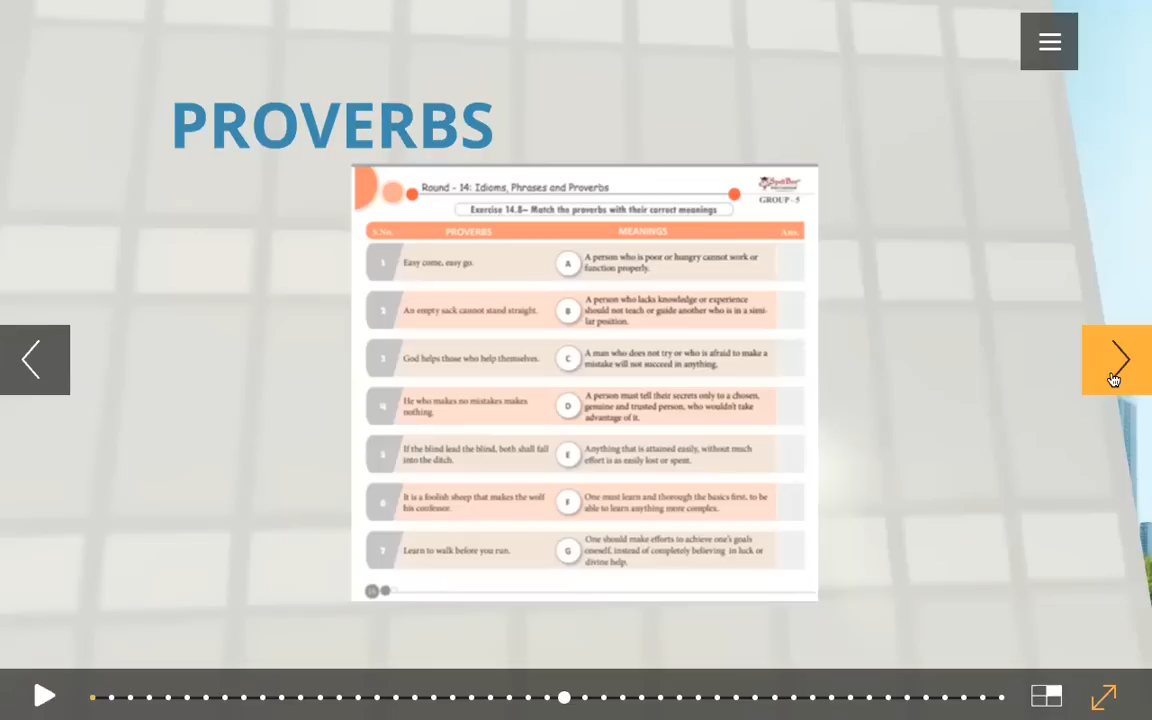 PROVERBS
Round - 14: Idioms, Phrases and Proverbs
GROUP - 5
Exercise 14.8– Match the proverbs with their correct meanings
S.No. PROVERBS MEANINGS Ans.
1 Easy come, easy go. A A person who is poor or hungry cannot work or
function properly.
2 An empty sack cannot stand straight. B A person who lacks knowledge or experience
should not teach or guide another who is in a simi-
lar position.
3 God helps those who help themselves. C A man who does not try or who is afraid to make a
mistake will not succeed in anything.
4 He who makes no mistakes makes
nothing. D A person must tell their secrets only to a chosen,
genuine and trusted person, who wouldn't take
advantage of it.
5 If the blind lead the blind, both shall fall
into the ditch. E Anything that is attained easily, without much
effort is as easily lost or spent.
6 It is a foolish sheep that makes the wolf
his confessor. F One must learn and thorough the basics first, to be
able to learn anything more complex.
7 Learn to walk before you run. G One should make efforts to achieve one's goals
oneself, instead of completely believing in luck or
divine help.